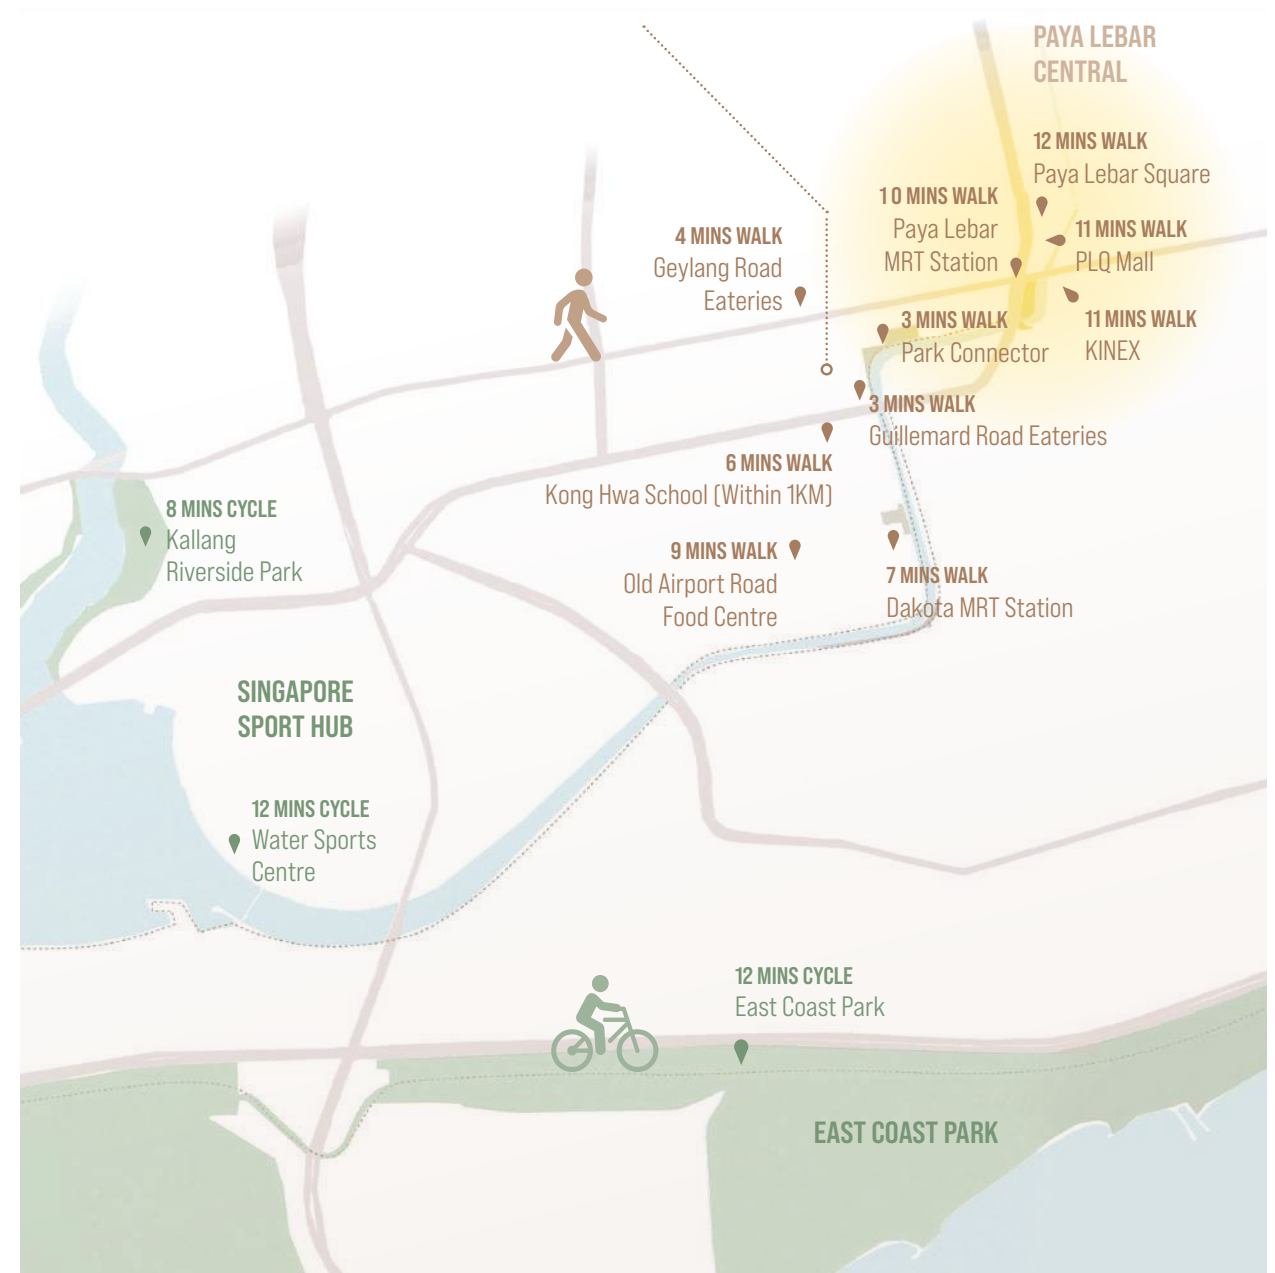 PAYA LEBAR
CENTRAL
12 MINS WALK
Paya Lebar Square
10 MINS WALK
Paya Lebar
MRT Station
11 MINS WALK
PLQ Mall
4 MINS WALK
Geylang Road
Eateries
3 MINS WALK
Park Connector
11 MINS WALK
KINEX
3 MINS WALK
Guillemard Road Eateries
6 MINS WALK
Kong Hwa School (Within 1KM)
8 MINS CYCLE
Kallang
Riverside Park
9 MINS WALK
Old Airport Road
Food Centre
7 MINS WALK
Dakota MRT Station
SINGAPORE
SPORT HUB
12 MINS CYCLE
Water Sports
Centre
12 MINS CYCLE
East Coast Park
EAST COAST PARK